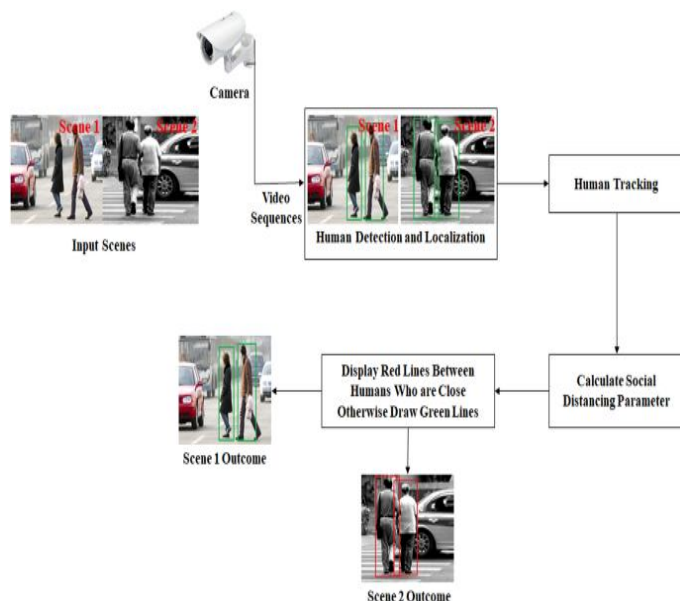 Camera
Scene 1
Scene 2
Input Scenes
Video
Sequences
Scene 1
Scene 2
Human Detection and Localization
Human Tracking
Calculate Social
Distancing Parameter
Display Red Lines Between
Humans Who are Close
Otherwise Draw Green Lines
Scene 1 Outcome
Scene 2 Outcome